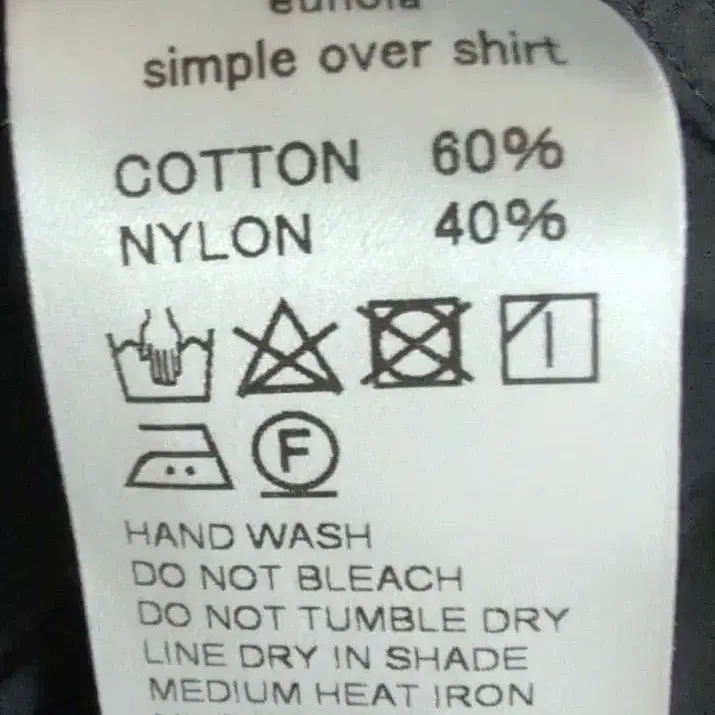 simple over shirt
COTTON 60%
NYLON 40%
F
HAND WASH
DO NOT BLEACH
DO NOT TUMBLE DRY
LINE DRY IN SHADE
MEDIUM HEAT IRON